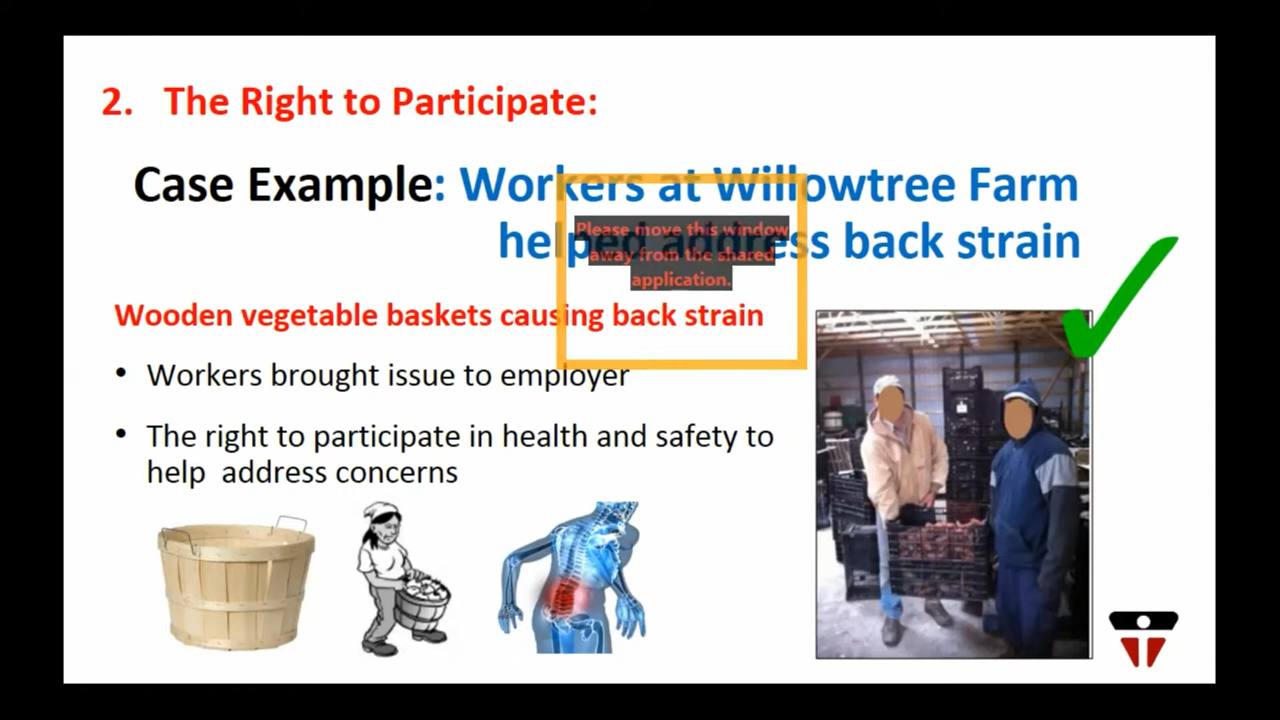 2. The Right to Participate:
Case Example: Workers at Willowtree Farm
helped address back strain
Please move this window
away from the shared
application.
Wooden vegetable baskets causing back strain
• Workers brought issue to employer
• The right to participate in health and safety to
help address concerns